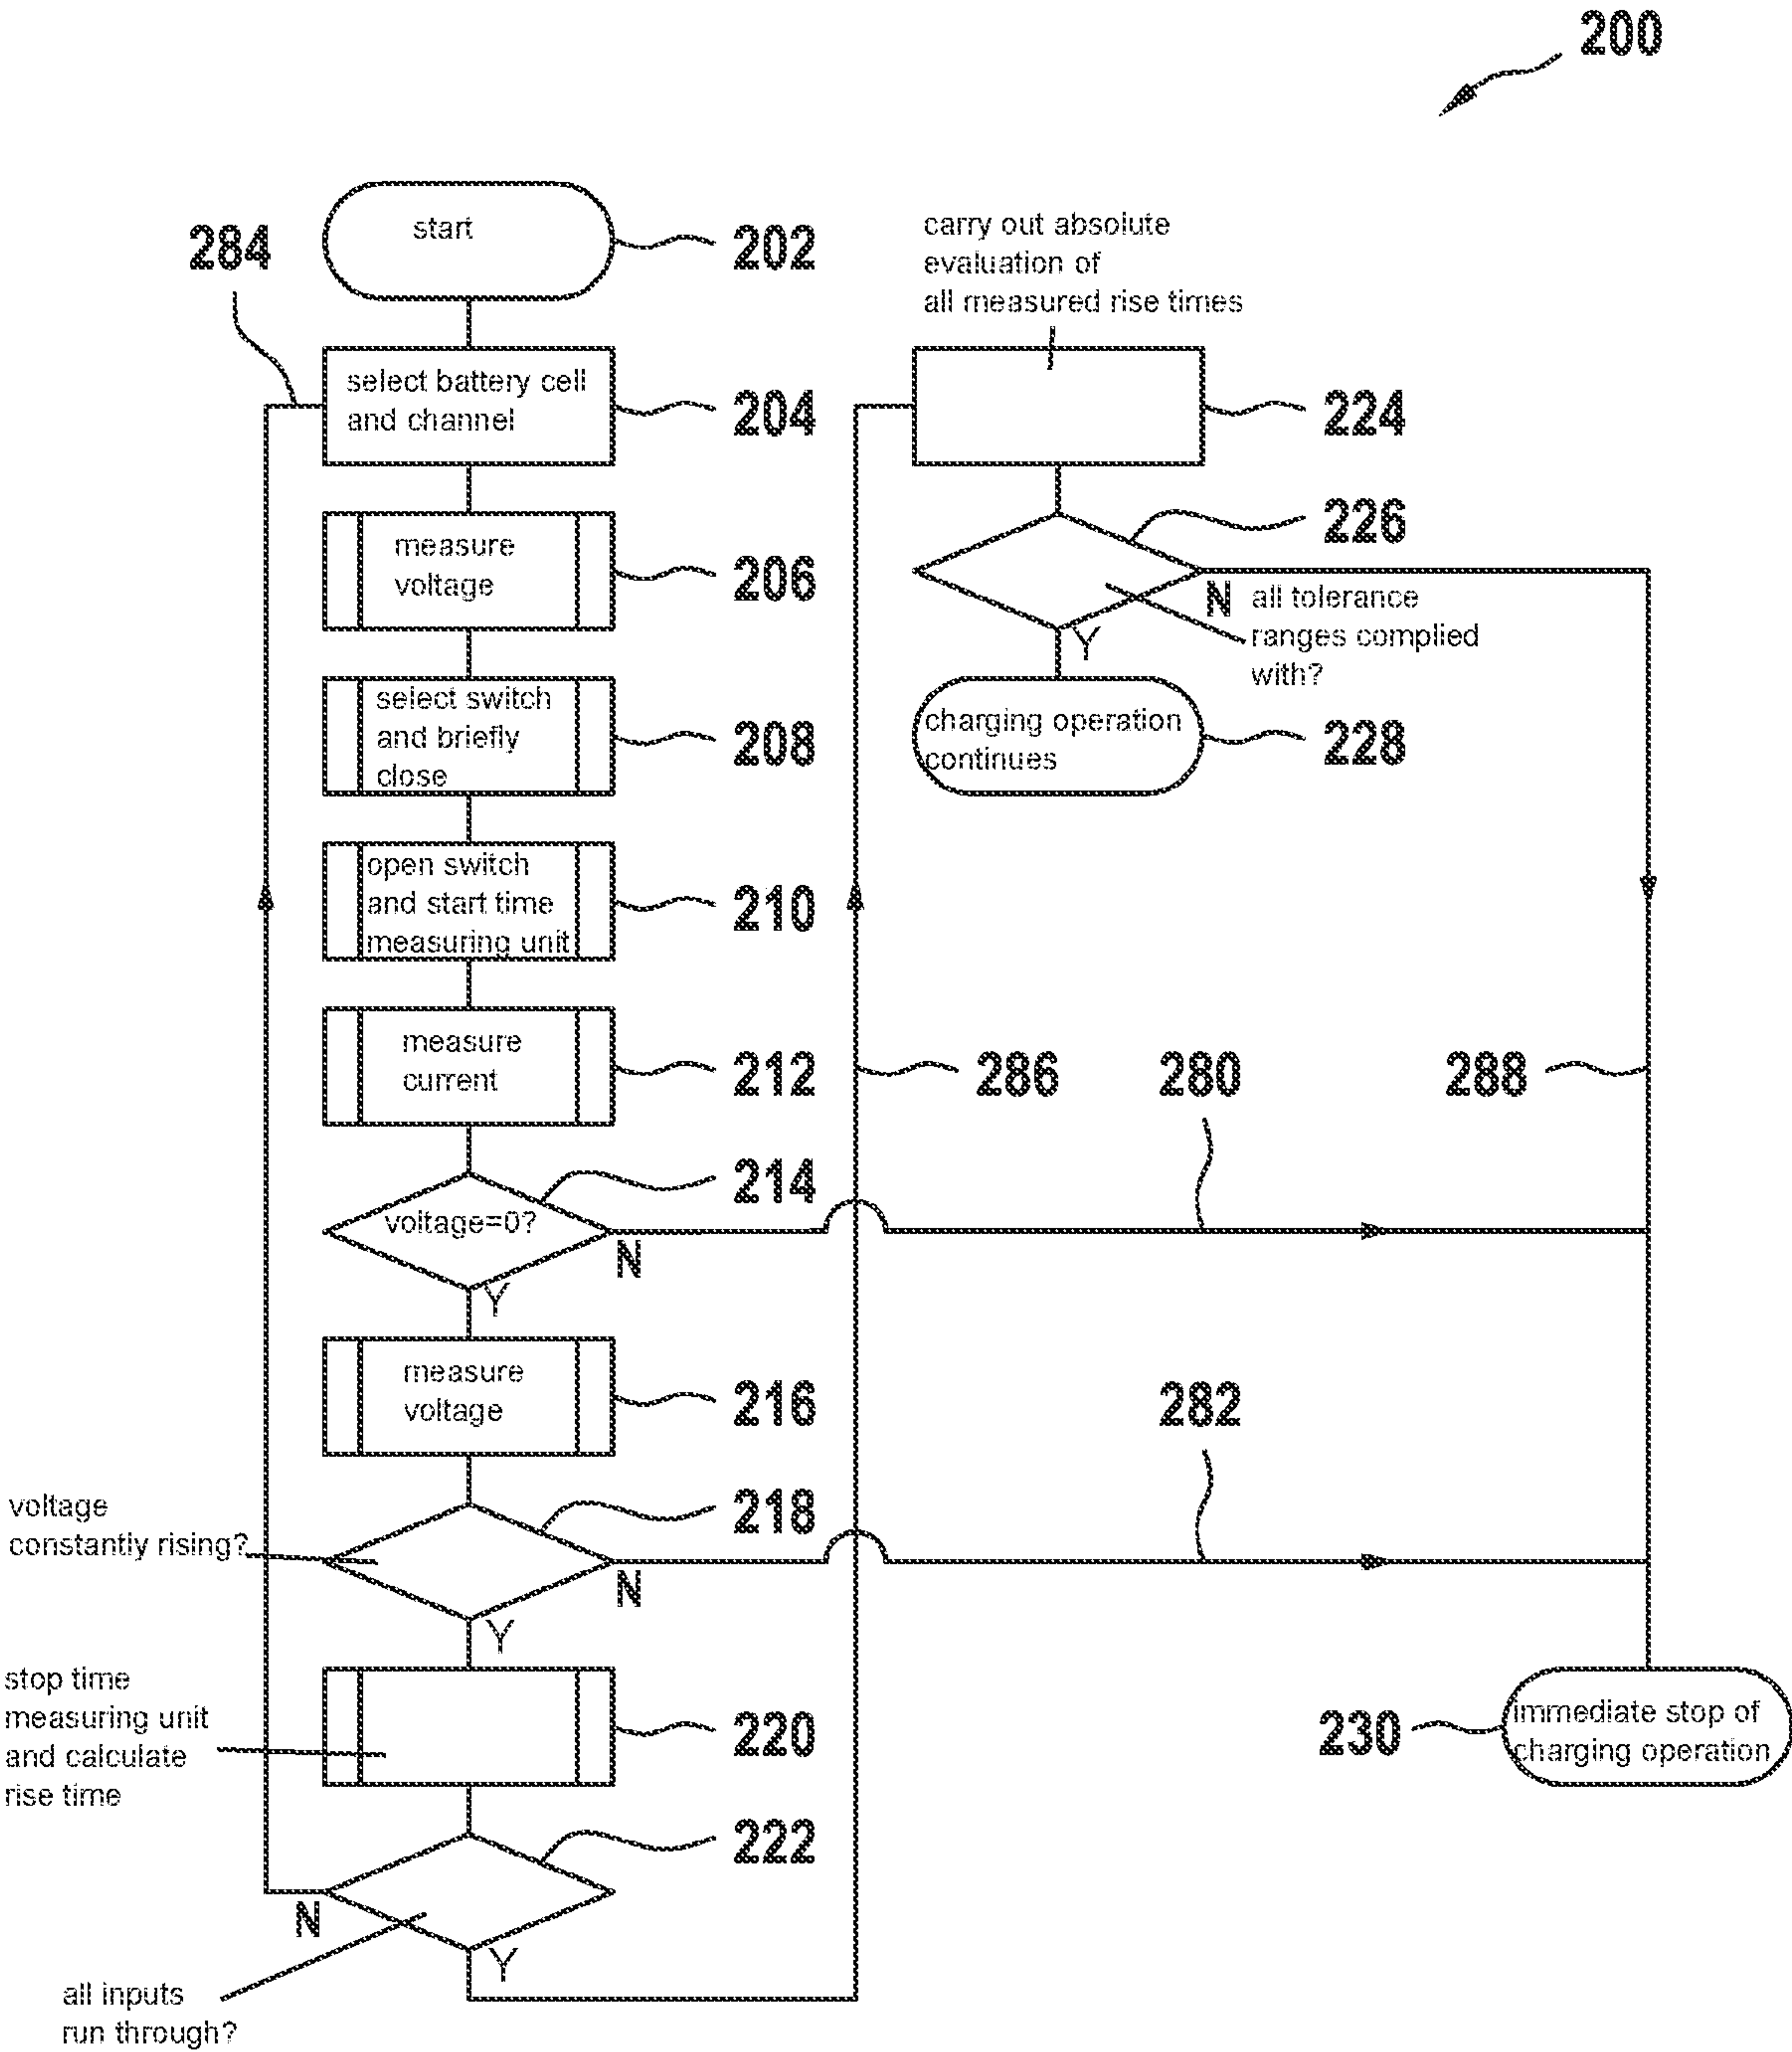 200
start
202
284
select battery cell
and channel
204
measure
voltage
206
select switch
and briefly
close
208
open switch
and start time
measuring unit
210
measure
current
212
voltage=0?
214
N
Y
measure
voltage
216
voltage
constantly rising?
218
N
Y
stop time
measuring unit
and calculate
rise time
220
222
N
Y
all inputs
run through?
carry out absolute
evaluation of
all measured rise times
224
226
N
all tolerance
ranges complied
with?
Y
charging operation
continues
228
286
280
288
282
230
immediate stop of
charging operation